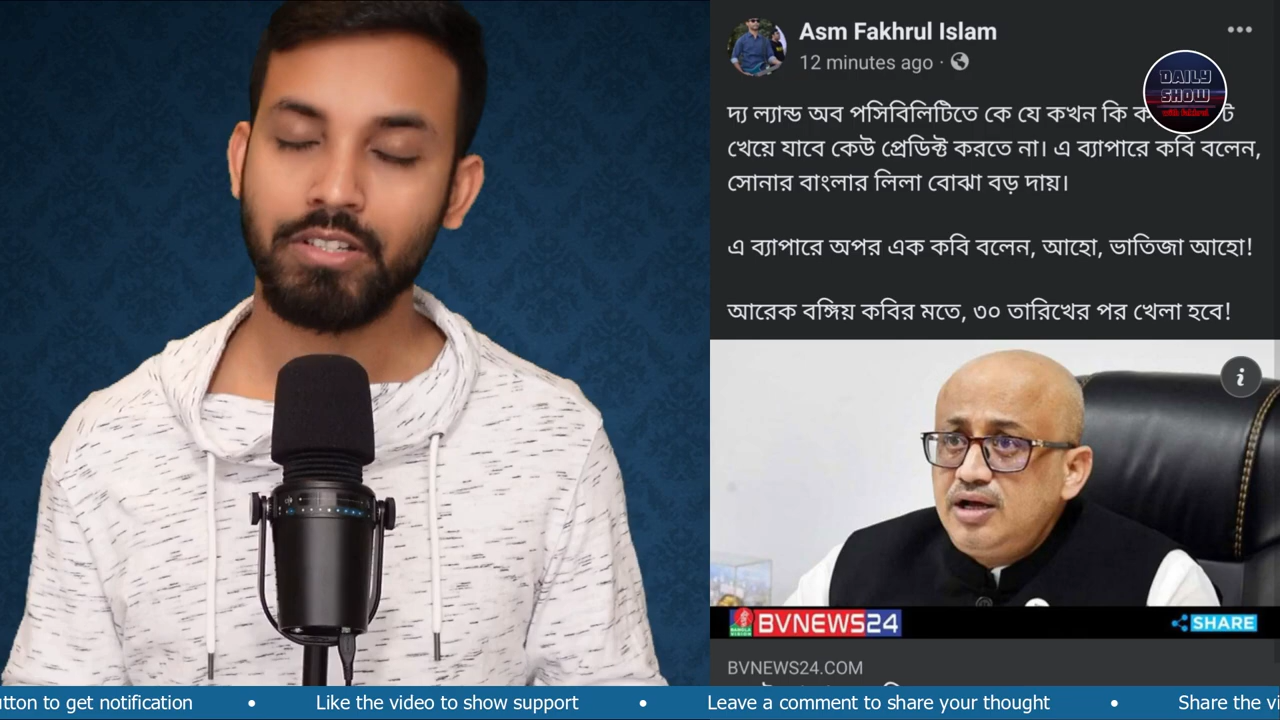 Asm Fakhrul Islam
12 minutes ago ·
DAILY
SHOW
with fakhrul
দ্য ল্যান্ড অব পসিবিলিটিতে কে যে কখন কি
খেয়ে যাবে কেউ প্রেডিক্ট করতে না। এ ব্যাপারে কবি বলেন,
সোনার বাংলার লিলা বোঝা বড় দায়।
এ ব্যাপারে অপর এক কবি বলেন, আহো, ভাতিজা আহো!
আরেক বঙ্গিয় কবির মতে, ৩০ তারিখের পর খেলা হবে!
BVNEWS24
SHARE
BVNEWS24.COM
to get notification • Like the video to show support • Leave a comment to share your thought • Share the